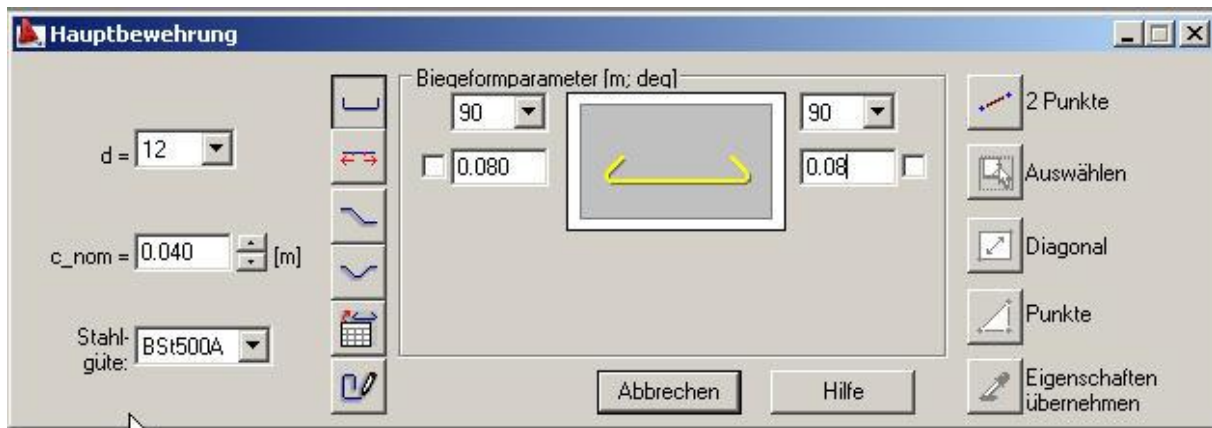 Hauptbewehrung
d = 12
c_nom = 0.040 [m]
Stahl-
güte: BSt500A
Biegeformparameter [m; deg]
90
90
0.080
0.08
Abbrechen
Hilfe
2 Punkte
Auswählen
Diagonal
Punkte
Eigenschaften
übernehmen